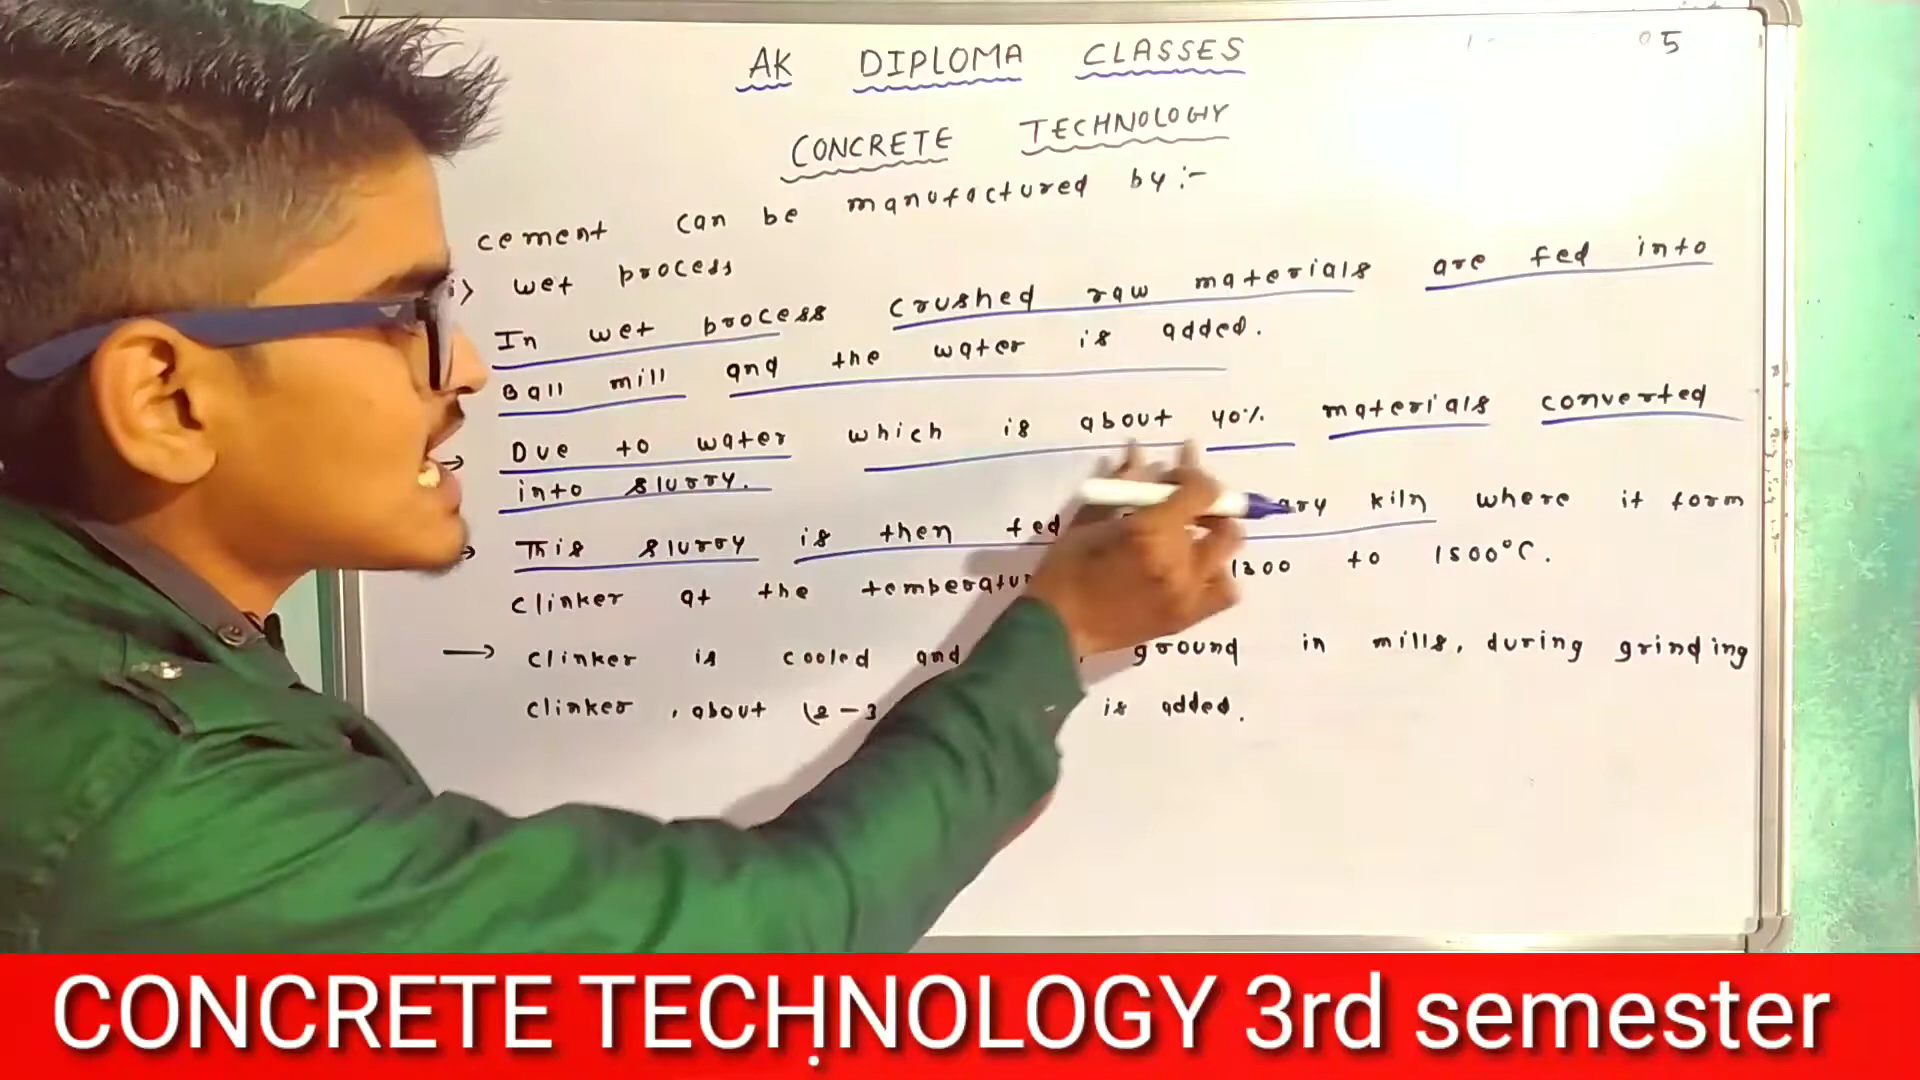 05
AK DIPLOMA CLASSES
CONCRETE TECHNOLOGY
cement can be manufactured by :-
i) wet process
In wet process crushed raw materials are fed into
Ball mill and the water is added.
→ Due to water which is about 40% materials converted
into slurry.
→ This slurry is then fed kiln where it form
clinker at the 1300 to 1500°C.
→ clinker is cooled and ground in mills, during grinding
clinker, about (2-3 is added.
CONCRETE TECHNOLOGY 3rd semester